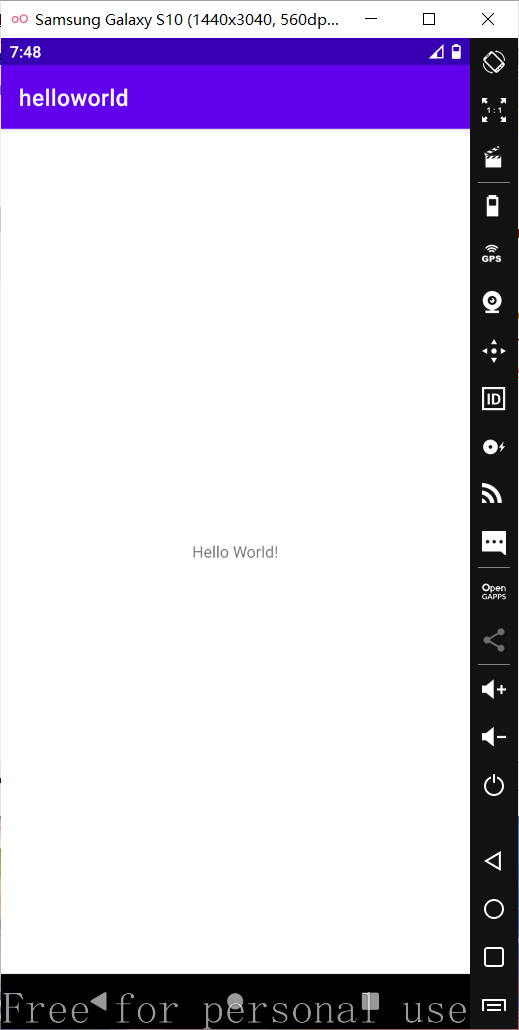 Samsung Galaxy S10 (1440x3040, 560dp...
7:48
helloworld
1:1
GPS
ID
Hello World!
Open
GAPPS
Free for personal use